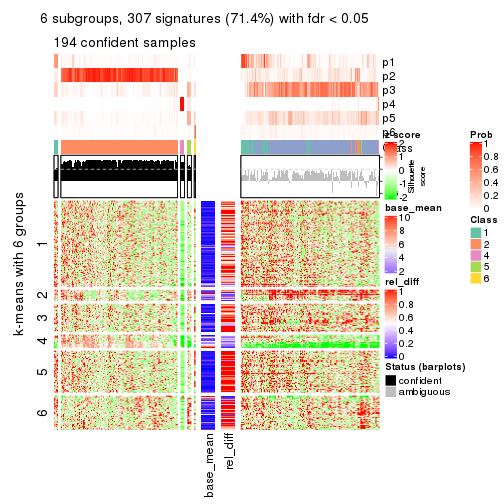 6 subgroups, 307 signatures (71.4%) with fdr < 0.05
194 confident samples
p1
p2
p3
p4
p5
p6
Class
Silhouette
score
k-means with 6 groups
1
2
3
4
5
6
base_mean
rel_diff
z-score
2
1
0
-1
-2
base_mean
10
8
6
4
2
rel_diff
1
0.8
0.6
0.4
0.2
0
Status (barplots)
confident
ambiguous
Prob
1
0.8
0.6
0.4
0.2
0
Class
1
2
4
5
6